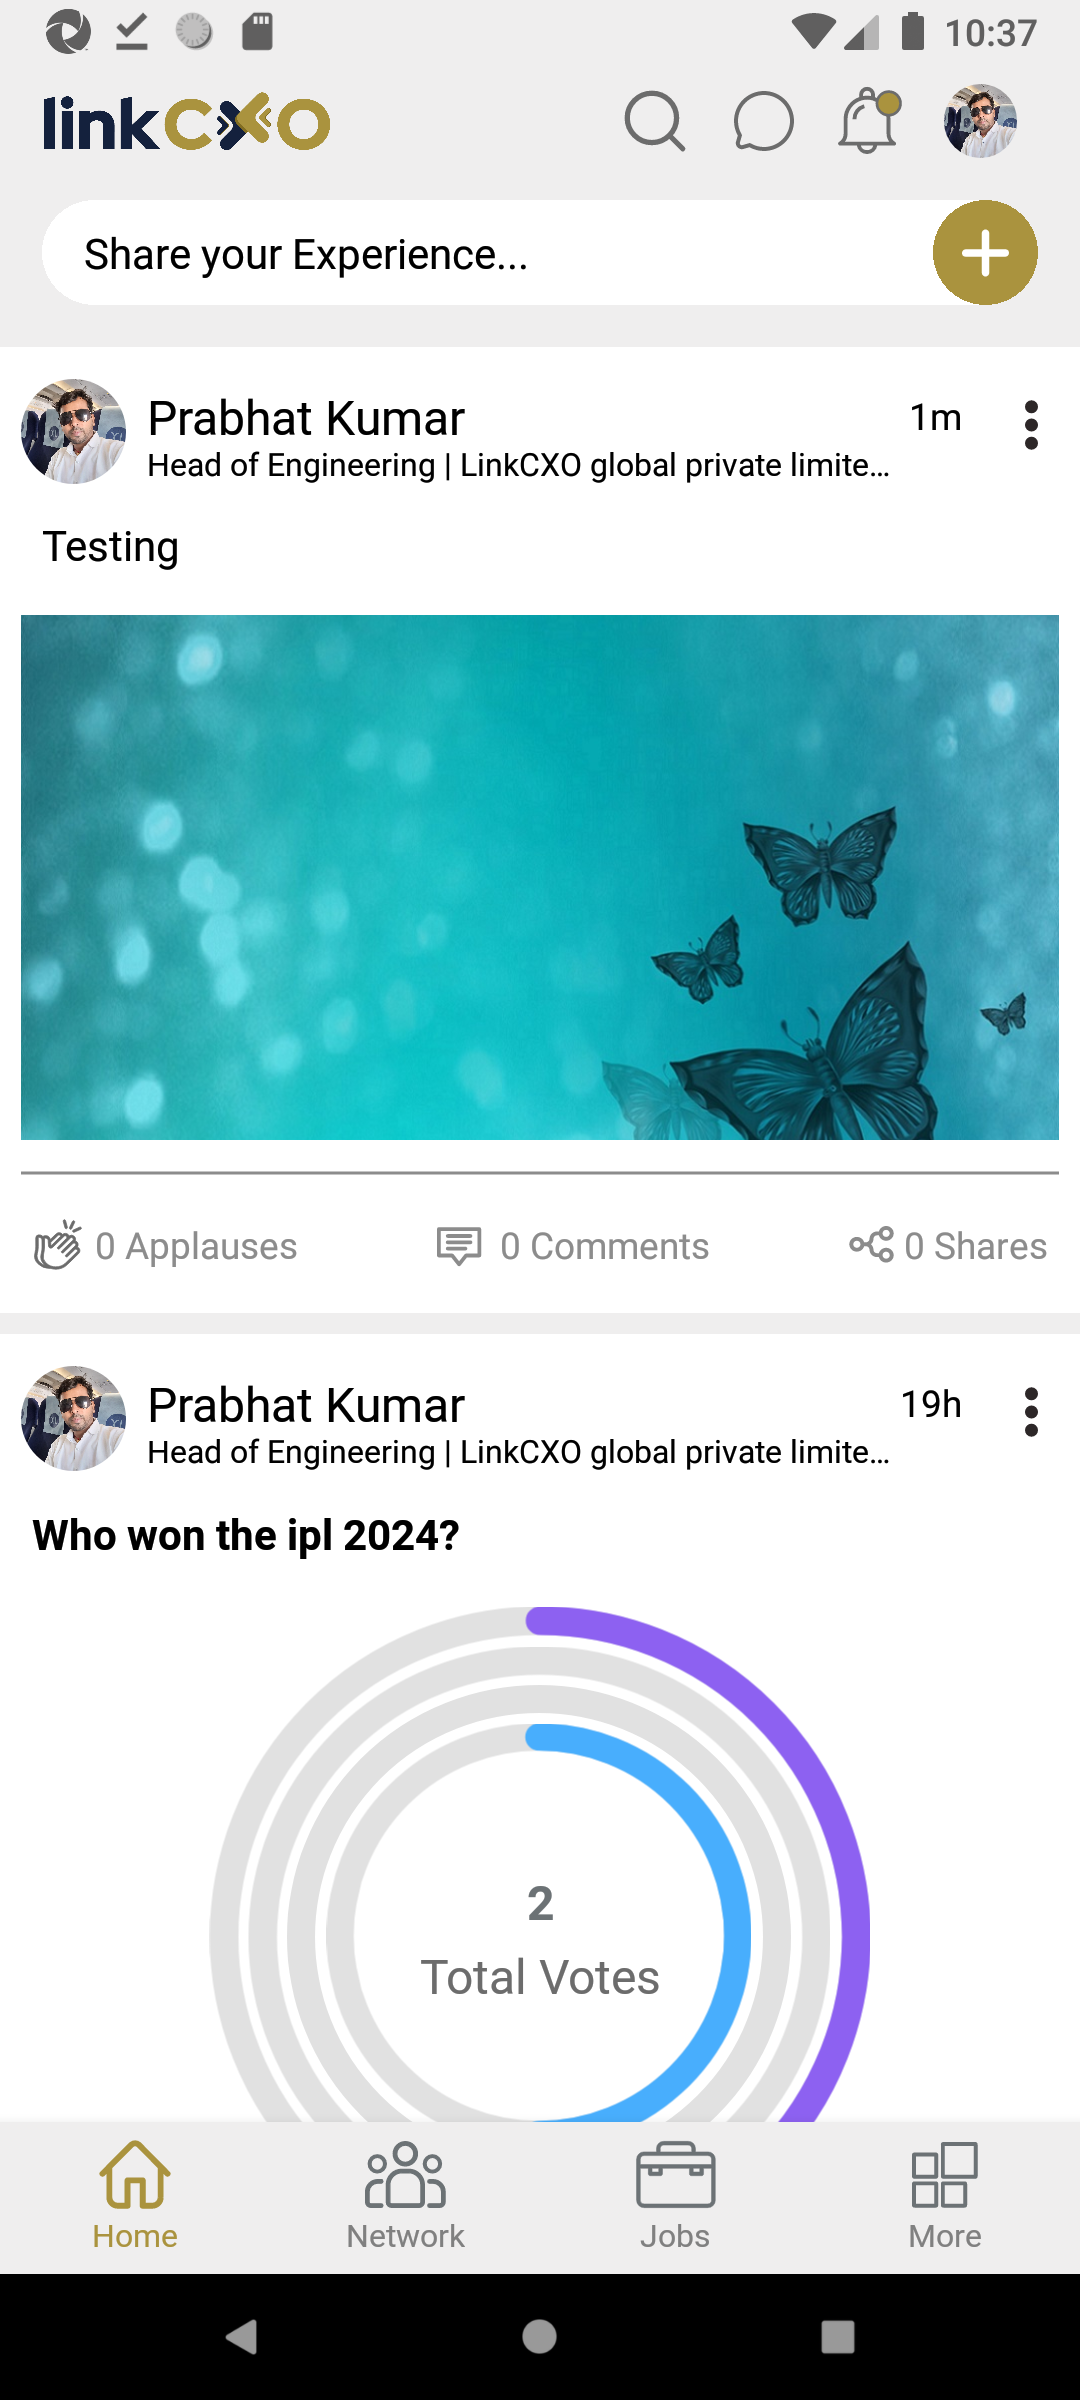 10:37
linkCXO
Share your Experience...
Prabhat Kumar
1m
Head of Engineering | LinkCXO global private limite...
Testing
0 Applauses
0 Comments
0 Shares
Prabhat Kumar
19h
Head of Engineering | LinkCXO global private limite...
Who won the ipl 2024?
2
Total Votes
Home
Network
Jobs
More